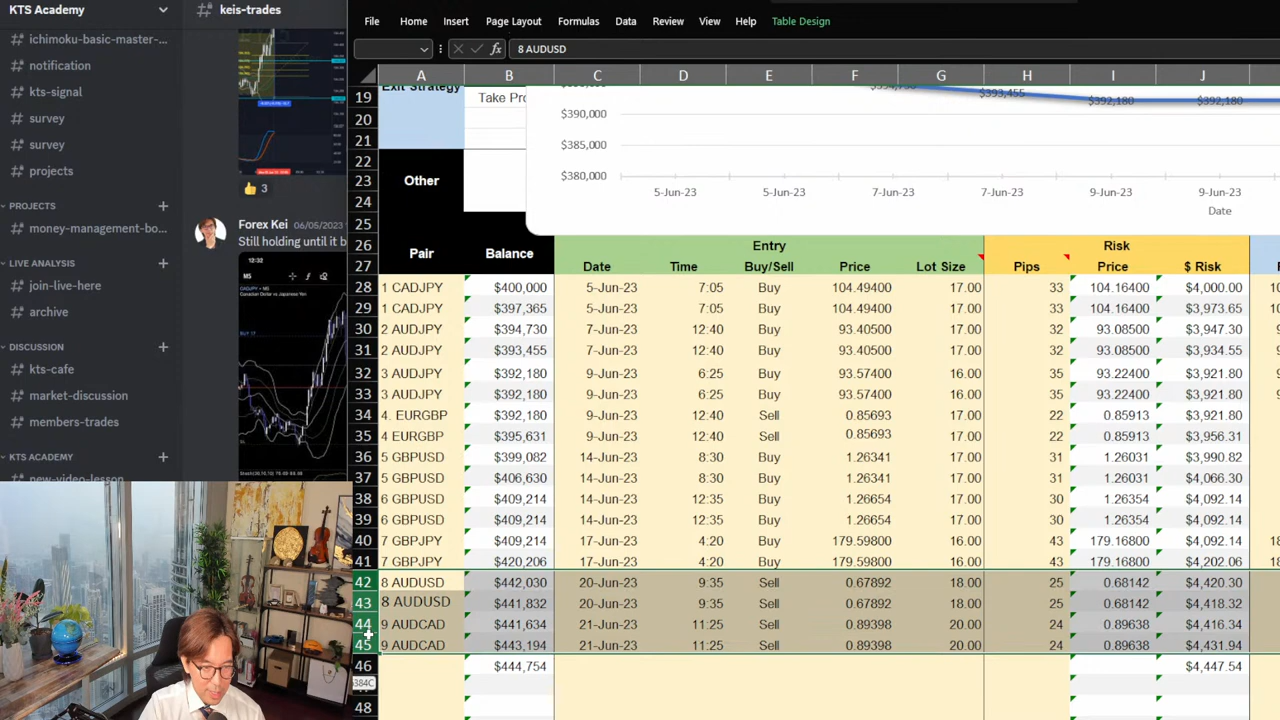 KTS Academy
ichimoku-basic-master-...
notification
kts-signal
survey
survey
projects
PROJECTS
money-management-bo...
LIVE ANALYSIS
join-live-here
archive
DISCUSSION
kts-cafe
market-discussion
members-trades
KTS ACADEMY
new-video-lesson
keis-trades
👍 3
Forex Kei 06/05/2023
Still holding until it b
12:32
M5
CADJPY • M5
Canadian Dollar vs Japanese Yen
BUY 17
SL
File Home Insert Page Layout Formulas Data Review View Help Table Design
fx 8 AUDUSD
A B C D E F G H I J
19 Exit Strategy Take Pro
20
21
22
23 Other
24
25
$393,455 $392,180 $392,180
$390,000
$385,000
$380,000
5-Jun-23 5-Jun-23 7-Jun-23 7-Jun-23 9-Jun-23 9-Jun-23
Date
26 Pair Balance Entry Risk
27 Date Time Buy/Sell Price Lot Size Pips Price $ Risk
28 1 CADJPY $400,000 5-Jun-23 7:05 Buy 104.49400 17.00 33 104.16400 $4,000.00
29 1 CADJPY $397,365 5-Jun-23 7:05 Buy 104.49400 17.00 33 104.16400 $3,973.65
30 2 AUDJPY $394,730 7-Jun-23 12:40 Buy 93.40500 17.00 32 93.08500 $3,947.30
31 2 AUDJPY $393,455 7-Jun-23 12:40 Buy 93.40500 17.00 32 93.08500 $3,934.55
32 3 AUDJPY $392,180 9-Jun-23 6:25 Buy 93.57400 16.00 35 93.22400 $3,921.80
33 3 AUDJPY $392,180 9-Jun-23 6:25 Buy 93.57400 16.00 35 93.22400 $3,921.80
34 4. EURGBP $392,180 9-Jun-23 12:40 Sell 0.85693 17.00 22 0.85913 $3,921.80
35 4 EURGBP $395,631 9-Jun-23 12:40 Sell 0.85693 17.00 22 0.85913 $3,956.31
36 5 GBPUSD $399,082 14-Jun-23 8:30 Buy 1.26341 17.00 31 1.26031 $3,990.82
37 5 GBPUSD $406,630 14-Jun-23 8:30 Buy 1.26341 17.00 31 1.26031 $4,066.30
38 6 GBPUSD $409,214 14-Jun-23 12:35 Buy 1.26654 17.00 30 1.26354 $4,092.14
39 6 GBPUSD $409,214 14-Jun-23 12:35 Buy 1.26654 17.00 30 1.26354 $4,092.14
40 7 GBPJPY $409,214 17-Jun-23 4:20 Buy 179.59800 17.00 43 179.16800 $4,092.14
41 7 GBPJPY $420,206 17-Jun-23 4:20 Buy 179.59800 17.00 43 179.16800 $4,202.06
42 8 AUDUSD $442,030 20-Jun-23 9:35 Sell 0.67892 18.00 25 0.68142 $4,420.30
43 8 AUDUSD $441,832 20-Jun-23 9:35 Sell 0.67892 18.00 25 0.68142 $4,418.32
44 9 AUDCAD $441,634 21-Jun-23 11:25 Sell 0.89398 20.00 24 0.89638 $4,416.34
45 9 AUDCAD $443,194 21-Jun-23 11:25 Sell 0.89398 20.00 24 0.89638 $4,431.94
46 $444,754 $4,447.54
48